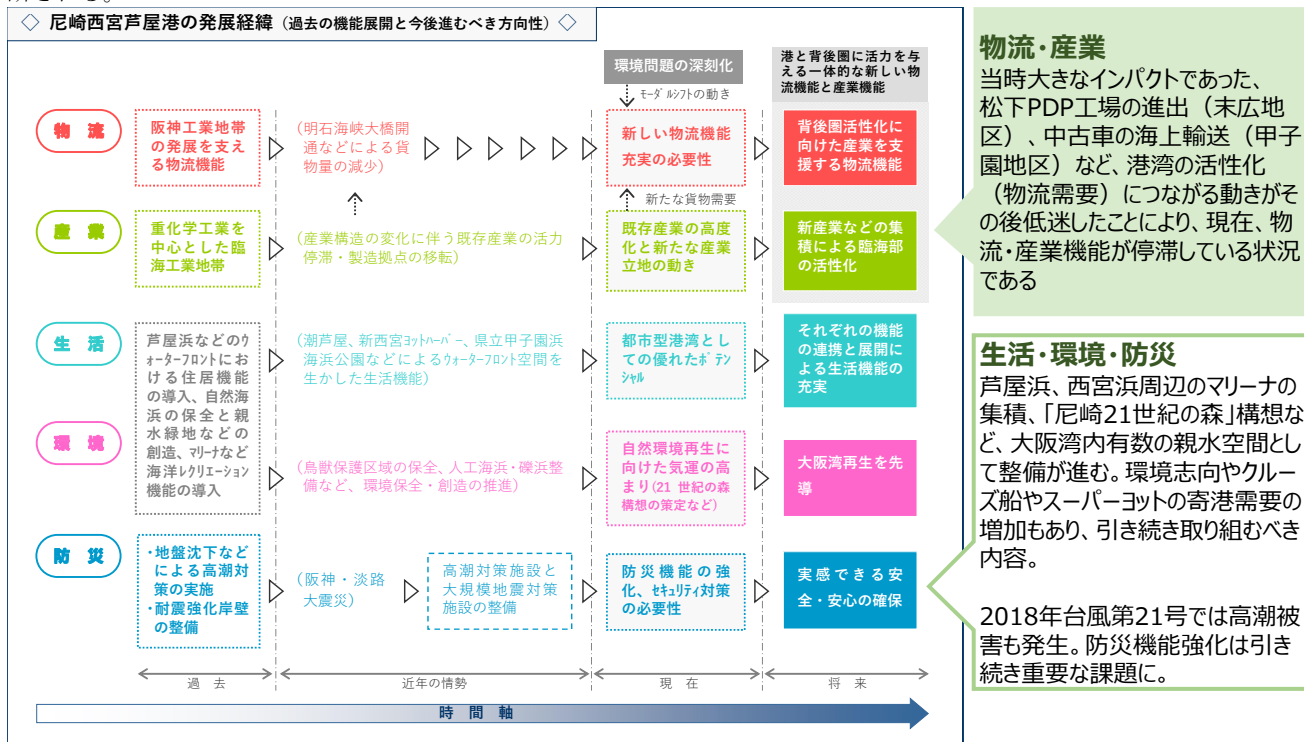 ◇ 尼崎西宮芦屋港の発展経緯（過去の機能展開と今後進むべき方向性）◇
環境問題の深刻化
モーダルシフトの動き
港と背後圏に活力を与
える一体的な新しい物
流機能と産業機能
物 流
阪神工業地帯
の発展を支え
る物流機能
（明石海峡大橋開
通などによる貨
物量の減少）
新しい物流機能
充実の必要性
背後圏活性化に
向けた産業を支
援する物流機能
新たな貨物需要
産 業
重化学工業を
中心とした臨
海工業地帯
（産業構造の変化に伴う既存産業の活力
停滞・製造拠点の移転）
既存産業の高度
化と新たな産業
立地の動き
新産業などの集
積による臨海部
の活性化
生 活
芦屋浜などのウ
ォーターフロントにお
ける住居機能
の導入、自然海
浜の保全と親
水緑地などの
創造、マリーナなど
海洋レクリエーション
機能の導入
（潮芦屋、新西宮ヨットハーバー、県立甲子園浜
海浜公園などによるウォーターフロント空間を
生かした生活機能）
都市型港湾とし
ての優れたポテン
シャル
それぞれの機能
の連携と展開に
よる生活機能の
充実
環 境
（鳥獣保護区域の保全、人工海浜・磯浜整
備など、環境保全・創造の推進）
自然環境再生に
向けた気運の高
まり(21 世紀の森
構想の策定など)
大阪湾再生を先
導
防 災
・地盤沈下など
による高潮対
策の実施
・耐震強化岸壁
の整備
（阪神・淡路
大震災）
高潮対策施設と
大規模地震対策
施設の整備
防災機能の強
化、セキュリティ対策
の必要性
実感できる安
全・安心の確保
過 去
近年の情勢
現 在
将 来
時 間 軸
物流・産業
当時大きなインパクトであった、
松下PDP工場の進出（末広地
区）、中古車の海上輸送（甲子
園地区）など、港湾の活性化
（物流需要）につながる動きがそ
の後低迷したことにより、現在、物
流・産業機能が停滞している状況
である
生活・環境・防災
芦屋浜、西宮浜周辺のマリーナの
集積、「尼崎21世紀の森」構想な
ど、大阪湾内有数の親水空間とし
て整備が進む。環境志向やクルー
ズ船やスーパーヨットの寄港需要の
増加もあり、引き続き取り組むべき
内容。
2018年台風第21号では高潮被
害も発生。防災機能強化は引き
続き重要な課題に。